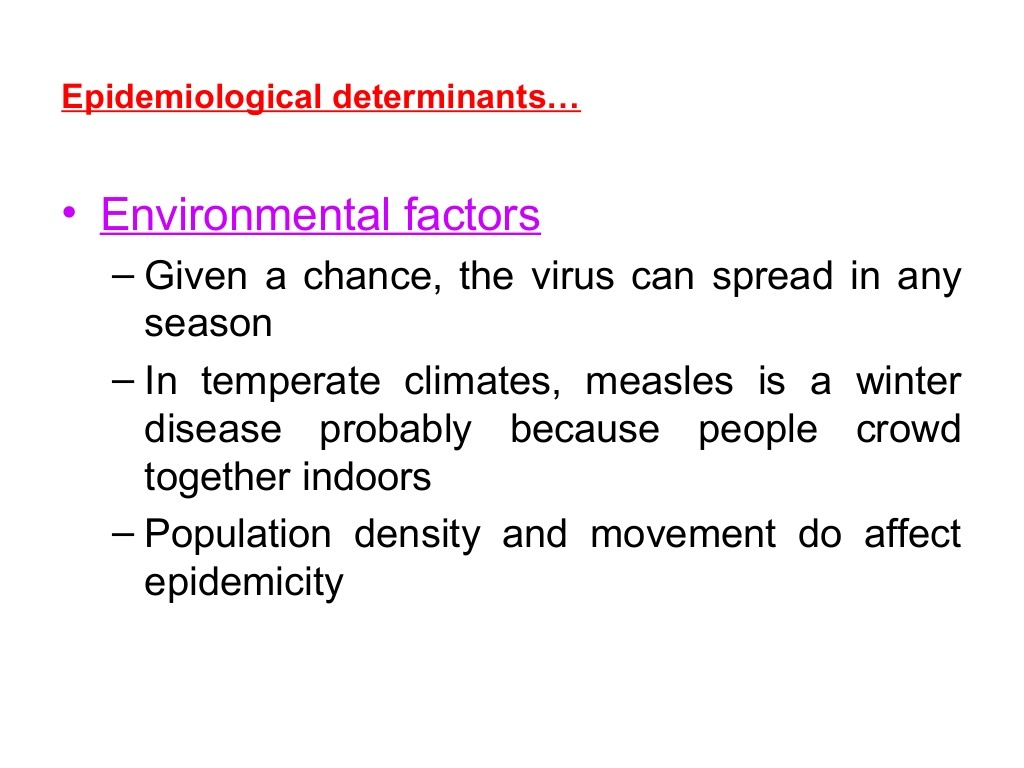 Epidemiological determinants…
• Environmental factors
– Given a chance, the virus can spread in any
season
– In temperate climates, measles is a winter
disease probably because people crowd
together indoors
– Population density and movement do affect
epidemicity